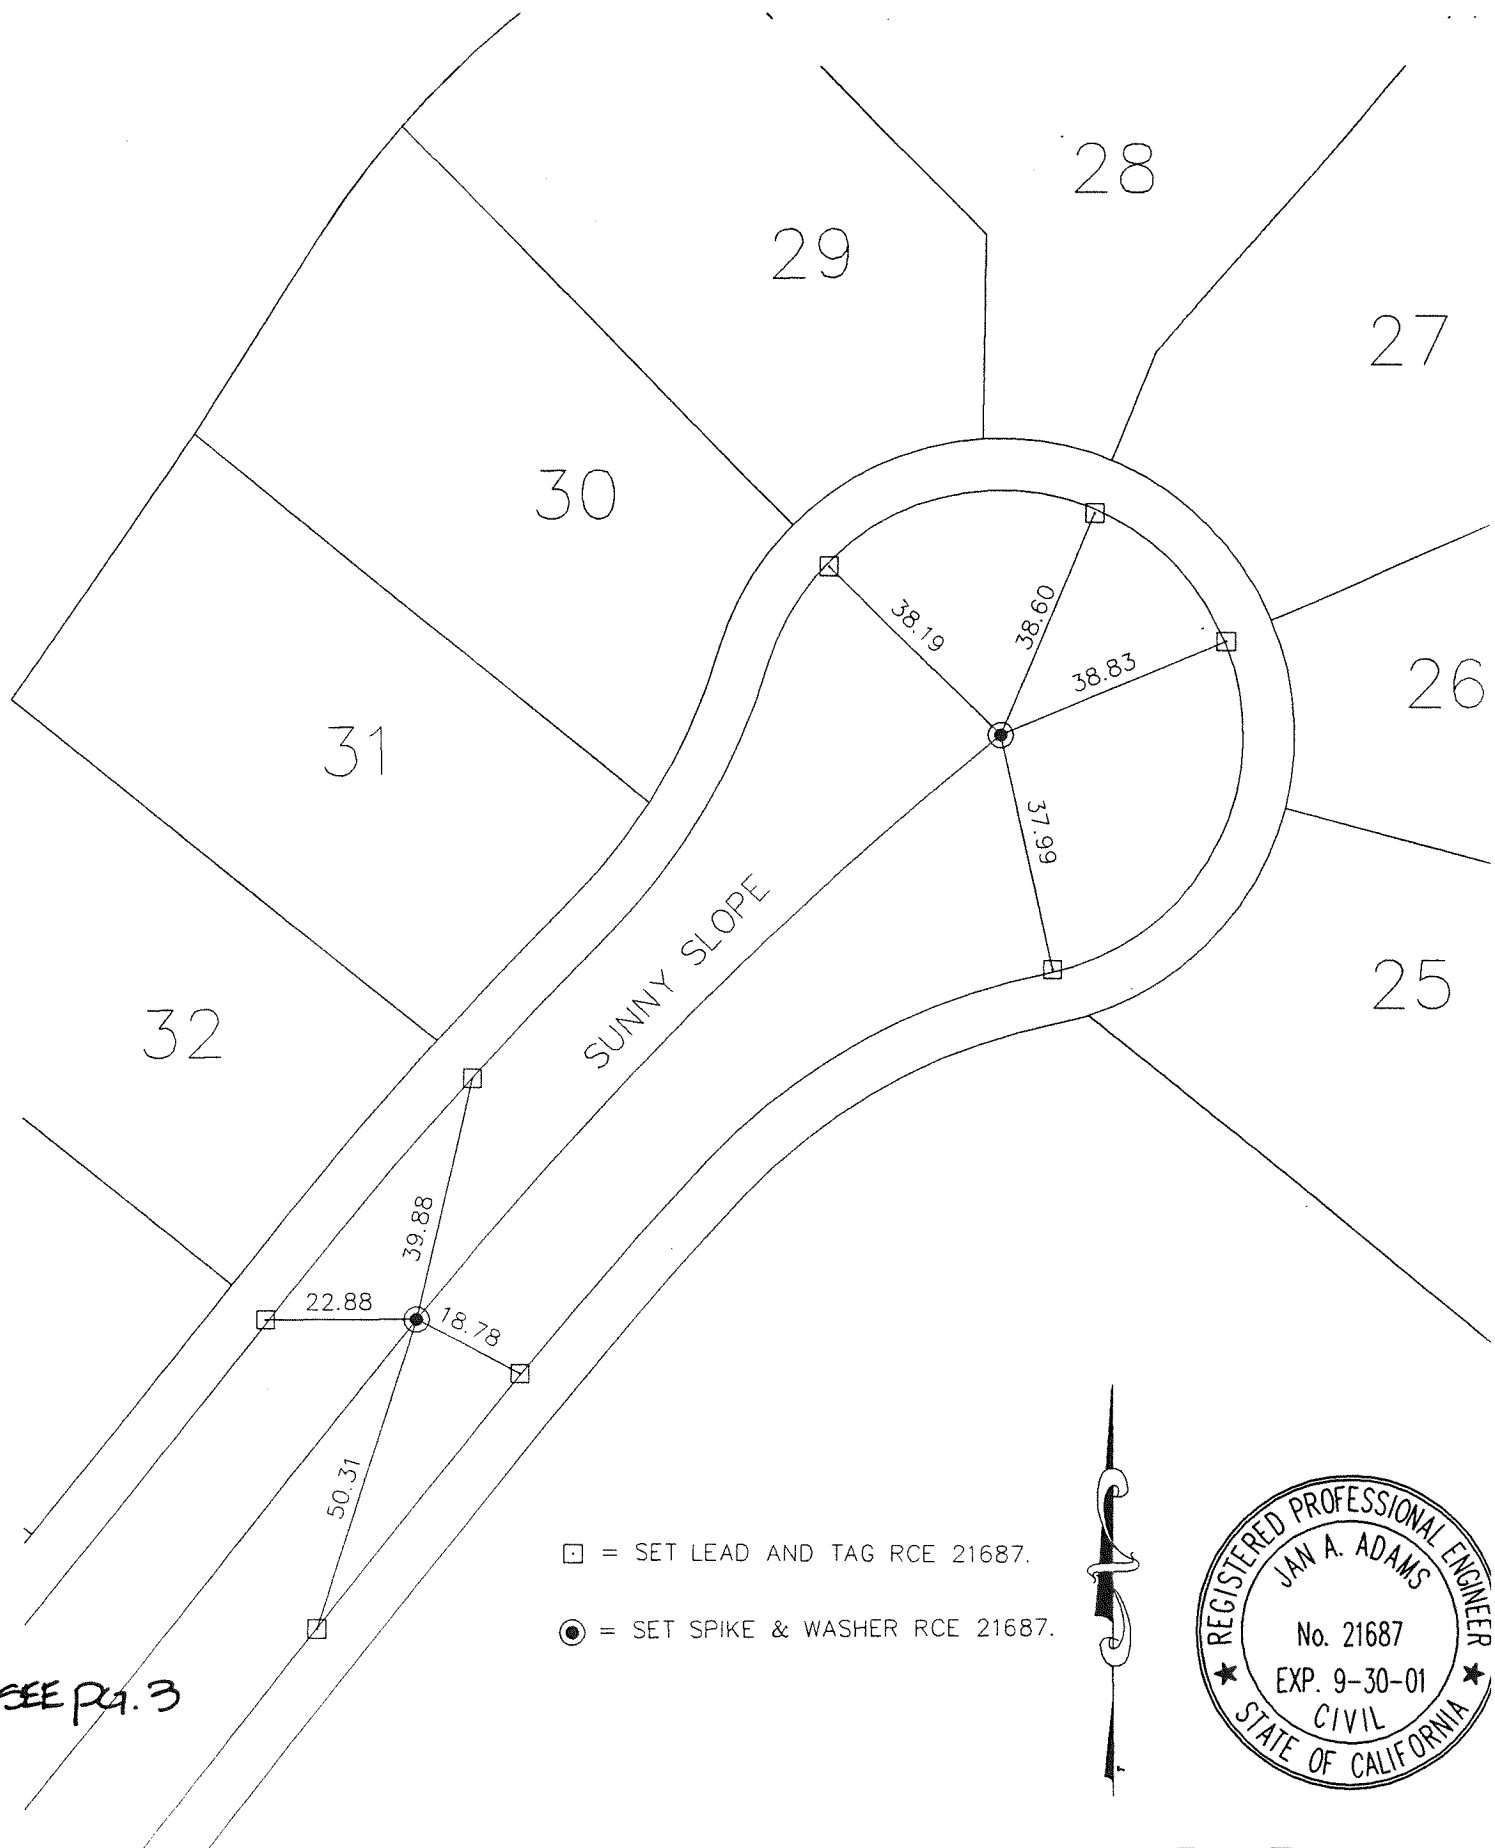 28
29
27
30
38.19
38.60
38.83
26
31
37.99
SUNNY SLOPE
25
32
39.88
22.88
18.78
50.31
= SET LEAD AND TAG RCE 21687.
= SET SPIKE & WASHER RCE 21687.
SEE PG. 3
REGISTERED PROFESSIONAL ENGINEER
JAN A. ADAMS
No. 21687
EXP. 9-30-01
CIVIL
STATE OF CALIFORNIA